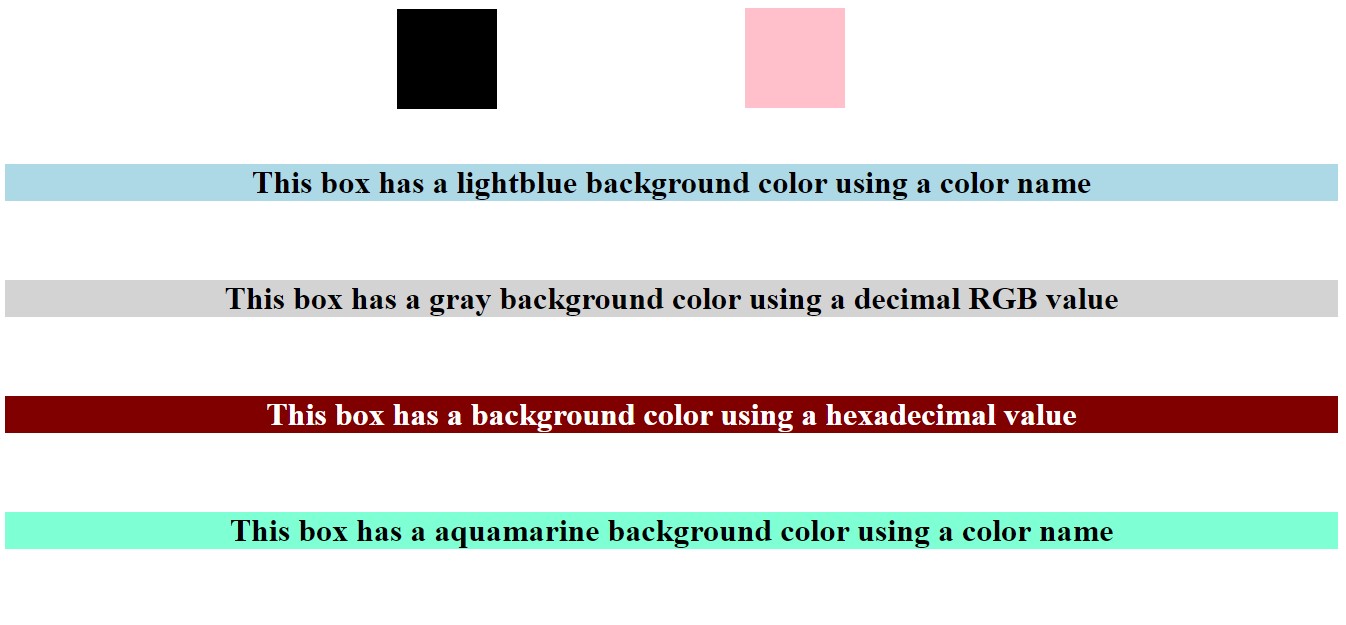 This box has a lightblue background color using a color name
This box has a gray background color using a decimal RGB value
This box has a background color using a hexadecimal value
This box has a aquamarine background color using a color name